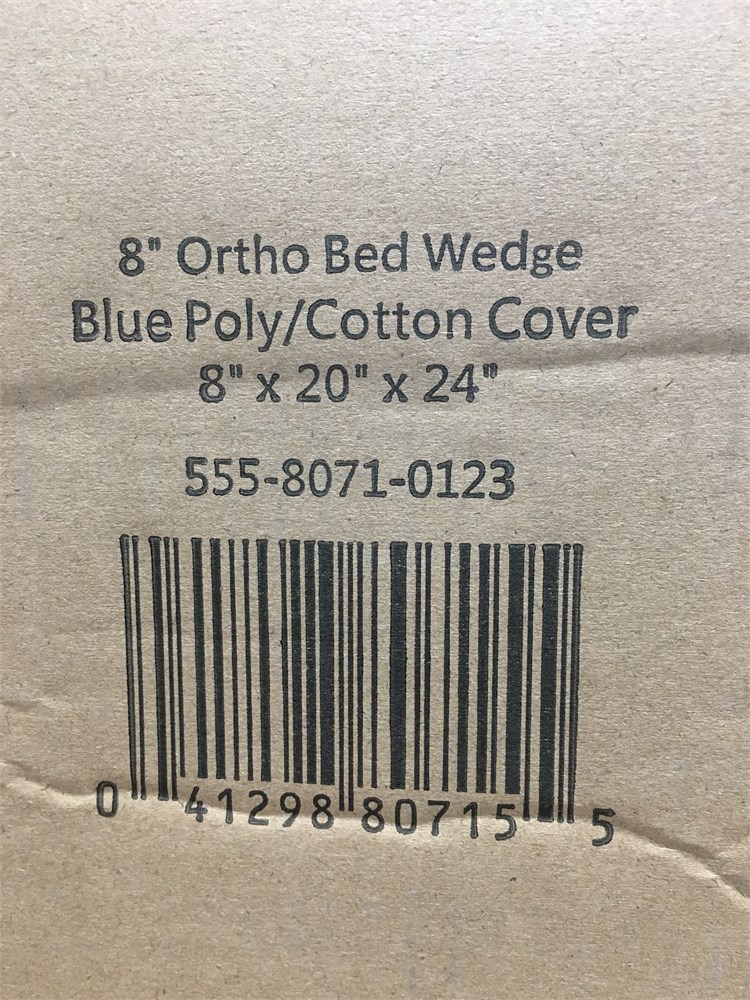 8" Ortho Bed Wedge
Blue Poly/Cotton Cover
8" x 20" x 24"
555-8071-0123
0 41298 80715 5